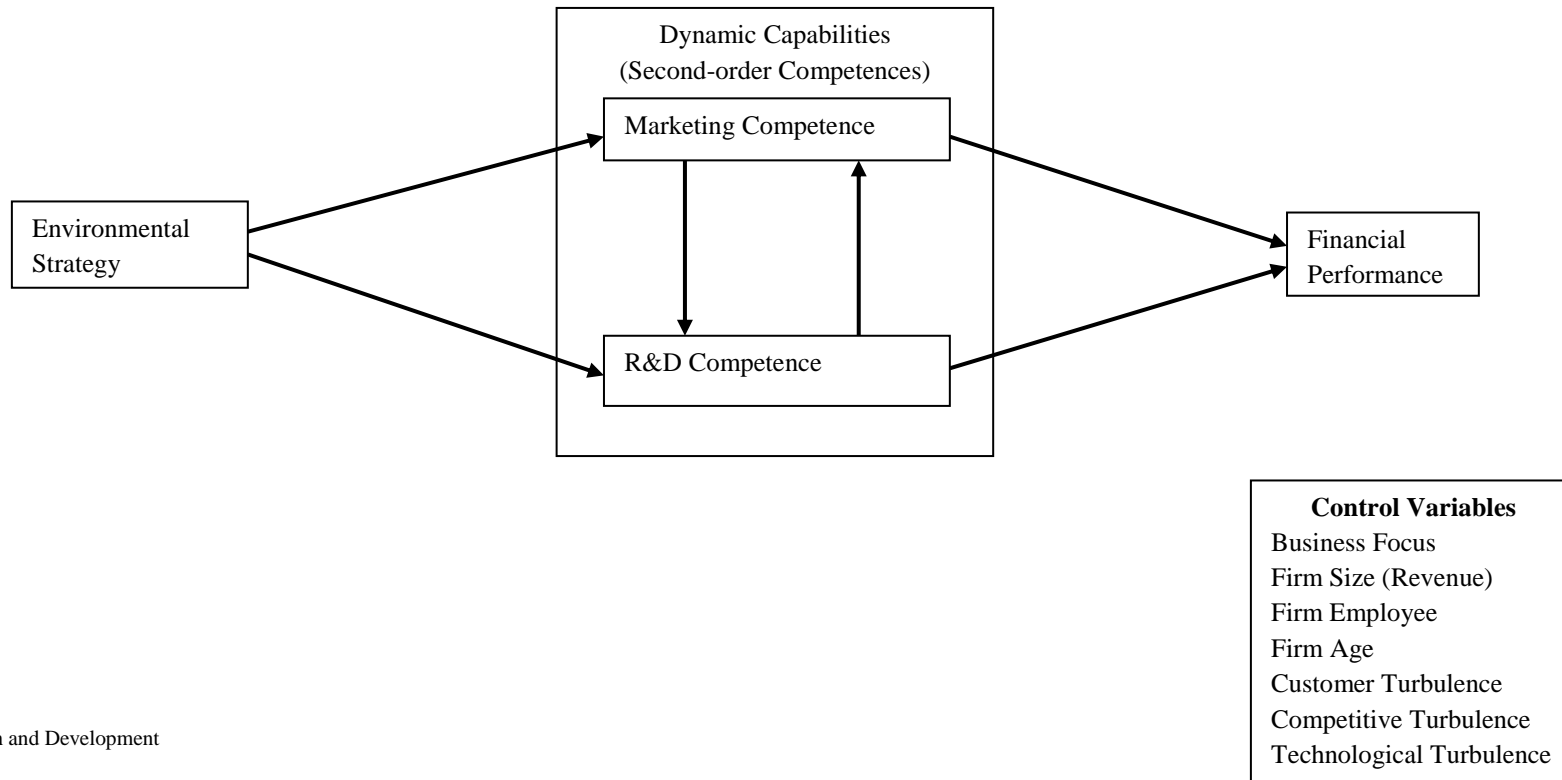 Dynamic Capabilities
(Second-order Competences)
Marketing Competence
Environmental
Strategy
Financial
Performance
R&D Competence
Control Variables
Business Focus
Firm Size (Revenue)
Firm Employee
Firm Age
Customer Turbulence
Competitive Turbulence
Technological Turbulence
and Development